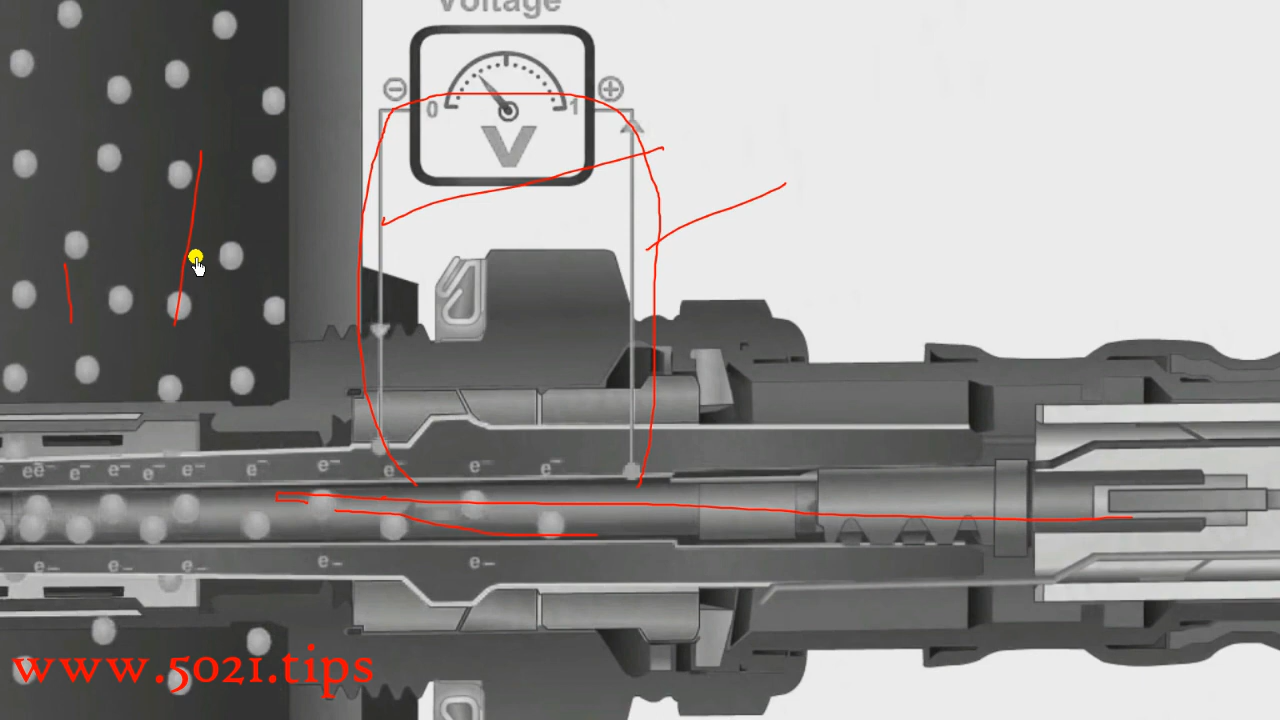 Voltage
⊖ ⊕
0 1
V
e e⁻ e⁻ e⁻ e⁻ e⁻ e⁻ e⁻ e⁻ e⁻ e⁻
e⁻ e⁻ e⁻ e⁻ e⁻
www.5021.tips